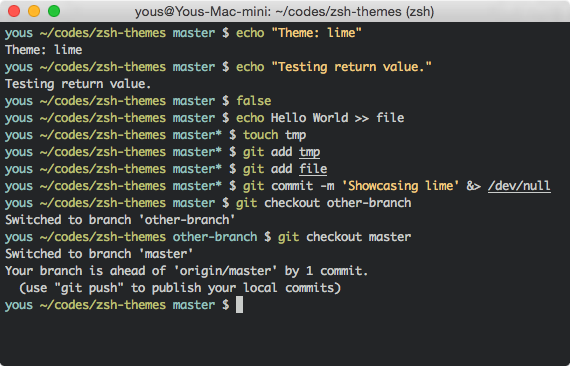 yous@Yous-Mac-mini: ~/codes/zsh-themes (zsh)
yous ~/codes/zsh-themes master $ echo "Theme: lime"
Theme: lime
yous ~/codes/zsh-themes master $ echo "Testing return value."
Testing return value.
yous ~/codes/zsh-themes master $ false
yous ~/codes/zsh-themes master $ echo Hello World >> file
yous ~/codes/zsh-themes master* $ touch tmp
yous ~/codes/zsh-themes master* $ git add tmp
yous ~/codes/zsh-themes master* $ git add file
yous ~/codes/zsh-themes master* $ git commit -m 'Showcasing lime' &> /dev/null
yous ~/codes/zsh-themes master $ git checkout other-branch
Switched to branch 'other-branch'
yous ~/codes/zsh-themes other-branch $ git checkout master
Switched to branch 'master'
Your branch is ahead of 'origin/master' by 1 commit.
  (use "git push" to publish your local commits)
yous ~/codes/zsh-themes master $